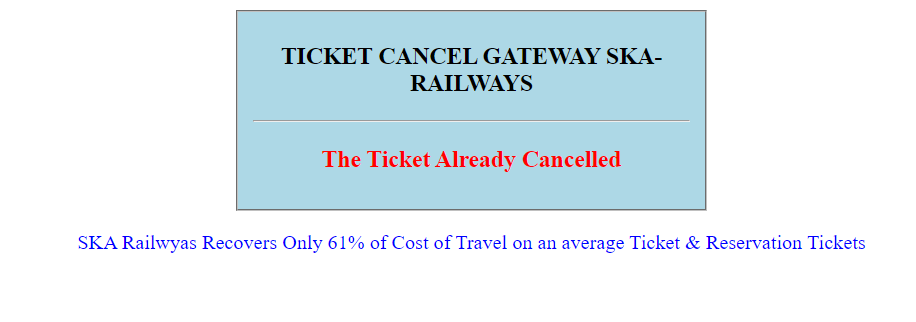 TICKET CANCEL GATEWAY SKA-
RAILWAYS
The Ticket Already Cancelled
SKA Railwyas Recovers Only 61% of Cost of Travel on an average Ticket & Reservation Tickets